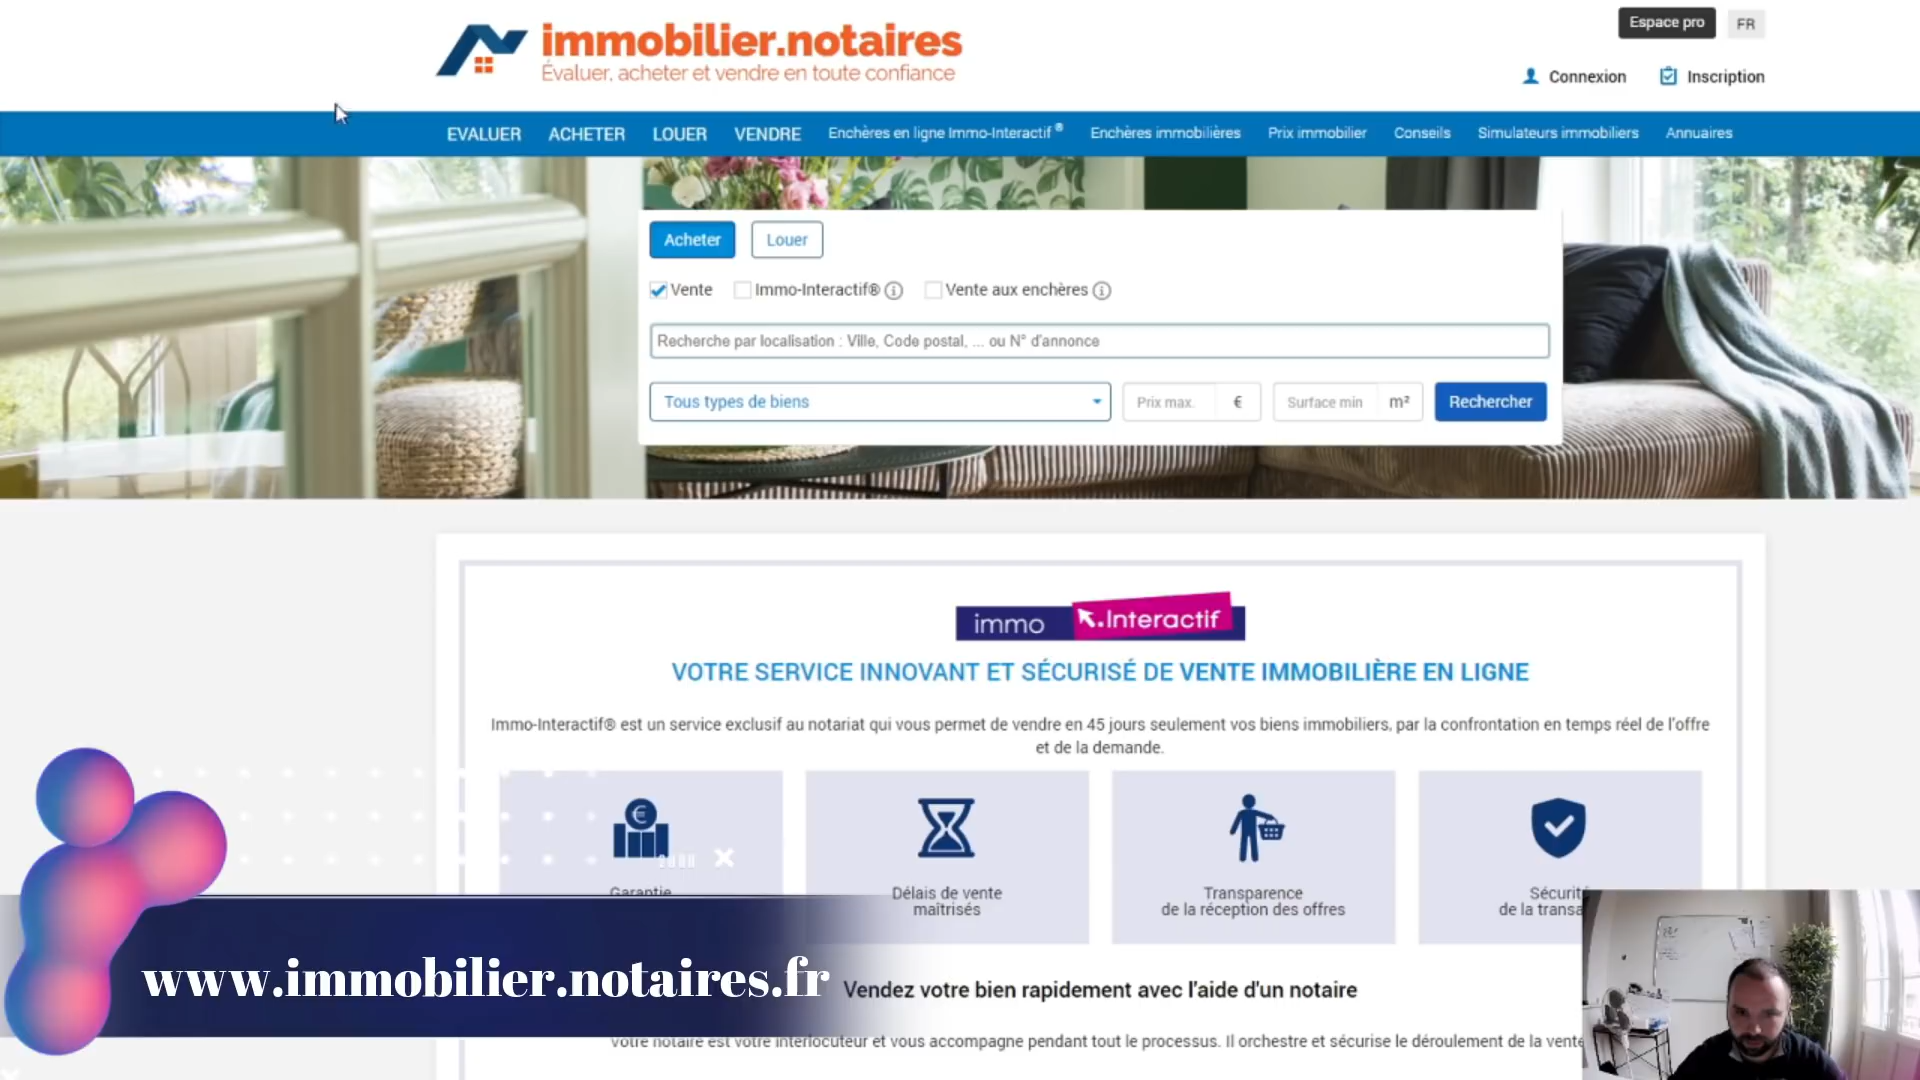 immobilier.notaires
Évaluer, acheter et vendre en toute confiance
Espace pro
FR
Connexion
Inscription
EVALUER
ACHETER
LOUER
VENDRE
Enchères en ligne Immo-Interactif ®
Enchères immobilières
Prix immobilier
Conseils
Simulateurs immobiliers
Annuaires
Acheter
Louer
Vente
Immo-Interactif®
Vente aux enchères
Recherche par localisation : Ville, Code postal, ... ou N° d'annonce
Tous types de biens
Prix max.
€
Surface min
m²
Rechercher
immo
.Interactif
VOTRE SERVICE INNOVANT ET SÉCURISÉ DE VENTE IMMOBILIÈRE EN LIGNE
Immo-Interactif® est un service exclusif au notariat qui vous permet de vendre en 45 jours seulement vos biens immobiliers, par la confrontation en temps réel de l'offre
et de la demande.
€
Garantie
Délais de vente
maîtrisés
Transparence
de la réception des offres
Sécurité
de la transa
www.immobilier.notaires.fr
Vendez votre bien rapidement avec l'aide d'un notaire
Votre notaire est votre interlocuteur et vous accompagne pendant tout le processus. Il orchestre et sécurise le déroulement de la vente